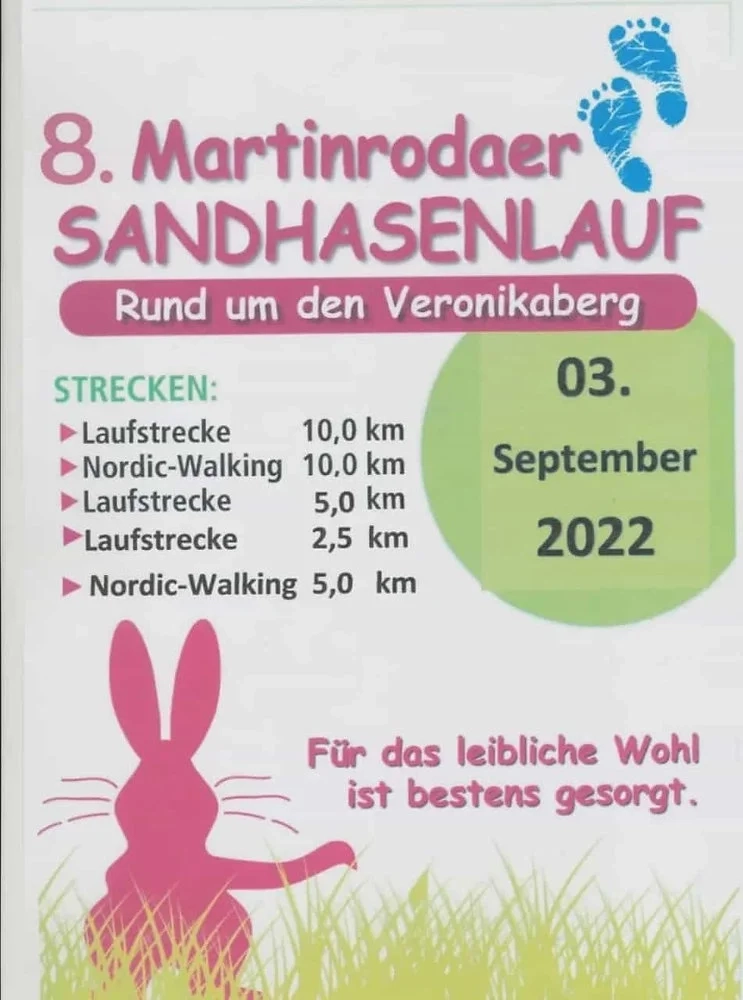 8. Martinrodaer
SANDHASENLAUF
Rund um den Veronikaberg
STRECKEN:
Laufstrecke 10,0 km
Nordic-Walking 10,0 km
Laufstrecke 5,0 km
Laufstrecke 2,5 km
Nordic-Walking 5,0 km
03.
September
2022
Für das leibliche Wohl
ist bestens gesorgt.